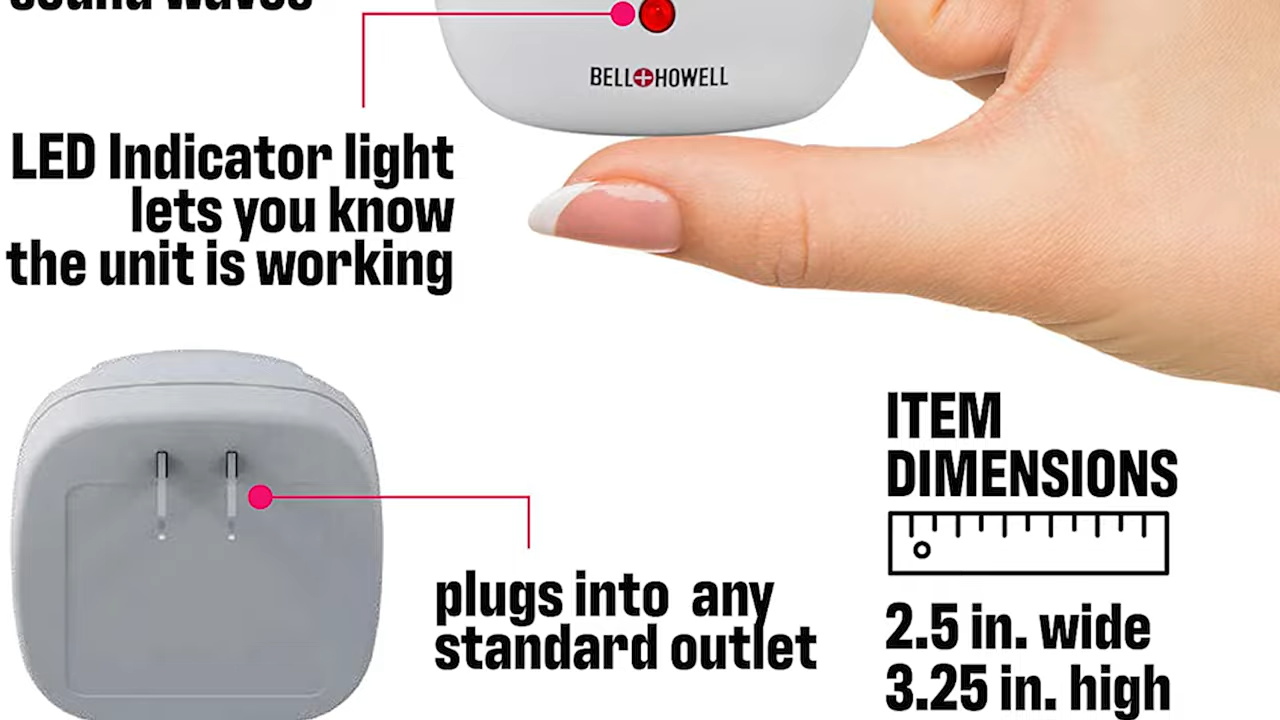 BELL+HOWELL
LED Indicator light
lets you know
the unit is working
plugs into any
standard outlet
ITEM
DIMENSIONS
2.5 in. wide
3.25 in. high